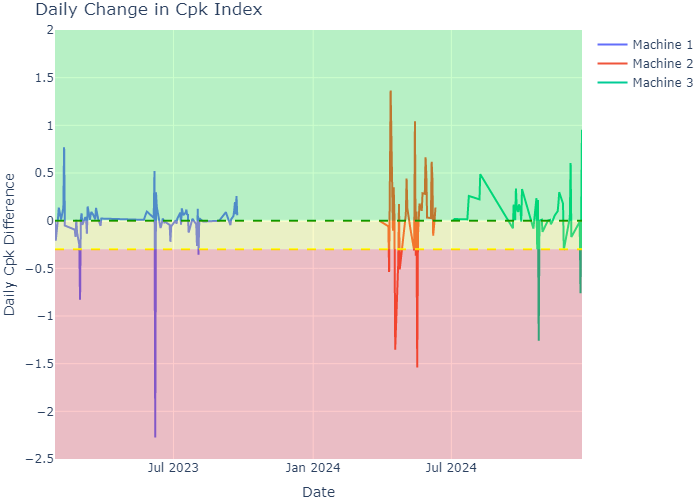 Daily Change in Cpk Index
Machine 1
Machine 2
Machine 3
Daily Cpk Difference
2
1.5
1
0.5
0
−0.5
−1
−1.5
−2
−2.5
Jul 2023
Jan 2024
Jul 2024
Date